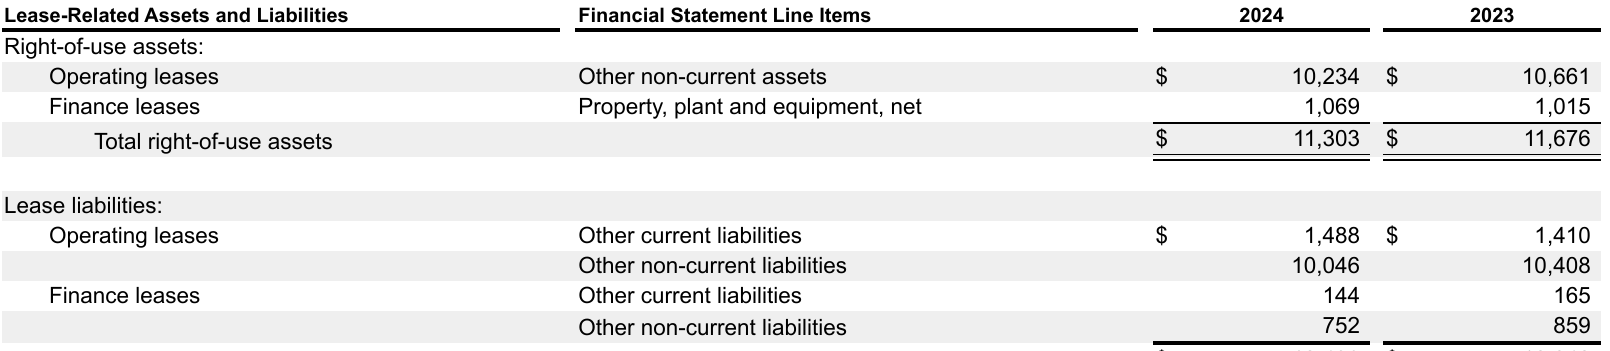 Lease-Related Assets and Liabilities Financial Statement Line Items 2024 2023
Right-of-use assets:
Operating leases Other non-current assets $ 10,234 $ 10,661
Finance leases Property, plant and equipment, net 1,069 1,015
Total right-of-use assets $ 11,303 $ 11,676
Lease liabilities:
Operating leases Other current liabilities $ 1,488 $ 1,410
Other non-current liabilities 10,046 10,408
Finance leases Other current liabilities 144 165
Other non-current liabilities 752 859